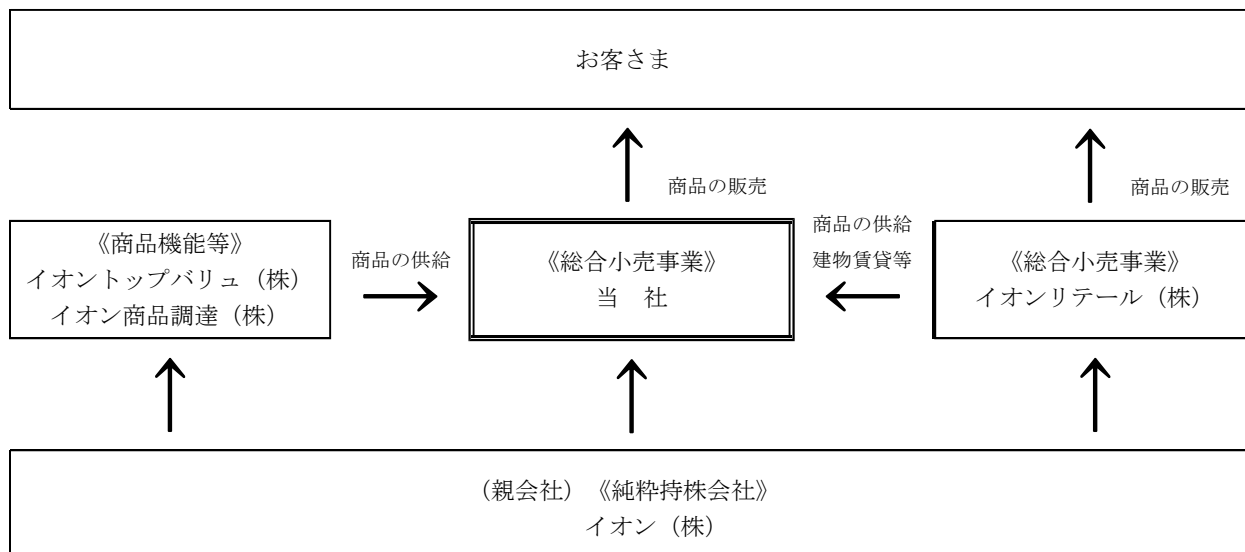 お客さま
商品の販売
商品の販売
《商品機能等》
イオントップバリュ（株）
イオン商品調達（株）
商品の供給
《総合小売事業》
当　社
商品の供給
建物賃貸等
《総合小売事業》
イオンリテール（株）
（親会社）《純粋持株会社》
イオン（株）